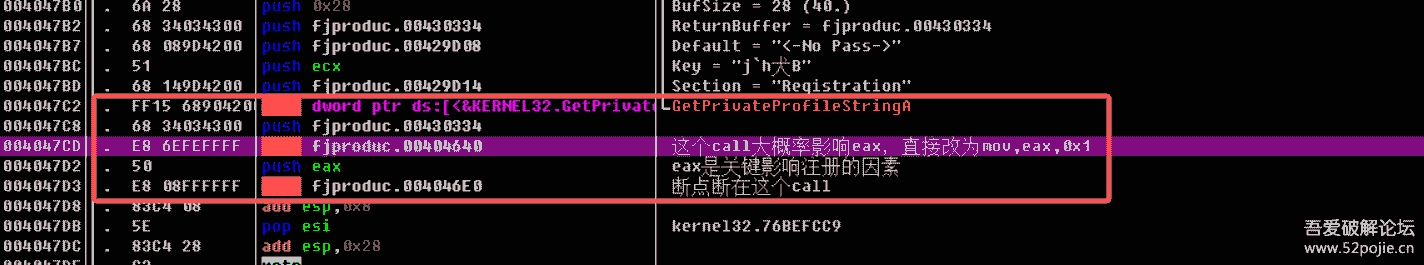 004047B0 . 6A 28 push 0x28 BufSize = 28 (40.)
004047B2 . 68 34034300 push fjproduc.00430334 ReturnBuffer = fjproduc.00430334
004047B7 . 68 089D4200 push fjproduc.00429D08 Default = "<-No Pass->"
004047BC . 51 push ecx Key = "j`h犬B"
004047BD . 68 149D4200 push fjproduc.00429D14 Section = "Registration"
004047C2 . FF15 68904200 dword ptr ds:[<&KERNEL32.GetPrivate GetPrivateProfileStringA
004047C8 . 68 34034300 push fjproduc.00430334
004047CD . E8 6EFEFFFF fjproduc.00404640 这个call大概率影响eax，直接改为mov,eax,0x1
004047D2 . 50 push eax eax是关键影响注册的因素
004047D3 . E8 08FFFFFF fjproduc.004046E0 断点断在这个call
004047D8 . 83C4 08 add esp,0x8
004047DB . 5E pop esi kernel32.76BEFCC9
004047DC . 83C4 28 add esp,0x28
吾爱破解论坛
www.52pojie.cn